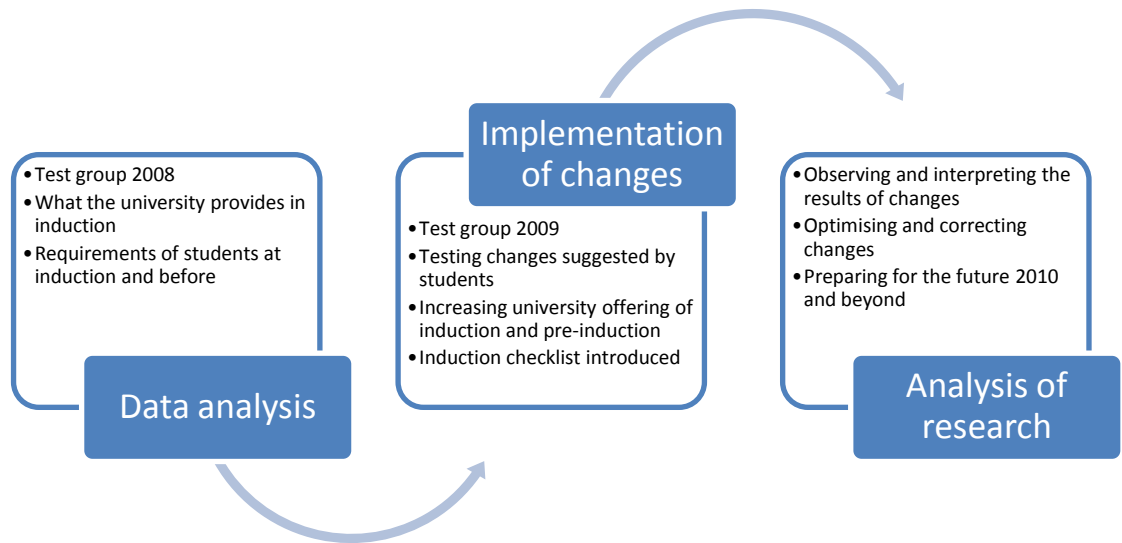 •Test group 2008
•What the university provides in
induction
•Requirements of students at
induction and before
Data analysis
Implementation
of changes
•Test group 2009
•Testing changes suggested by
students
•Increasing university offering of
induction and pre-induction
•Induction checklist introduced
•Observing and interpreting the
results of changes
•Optimising and correcting
changes
•Preparing for the future 2010
and beyond
Analysis of
research